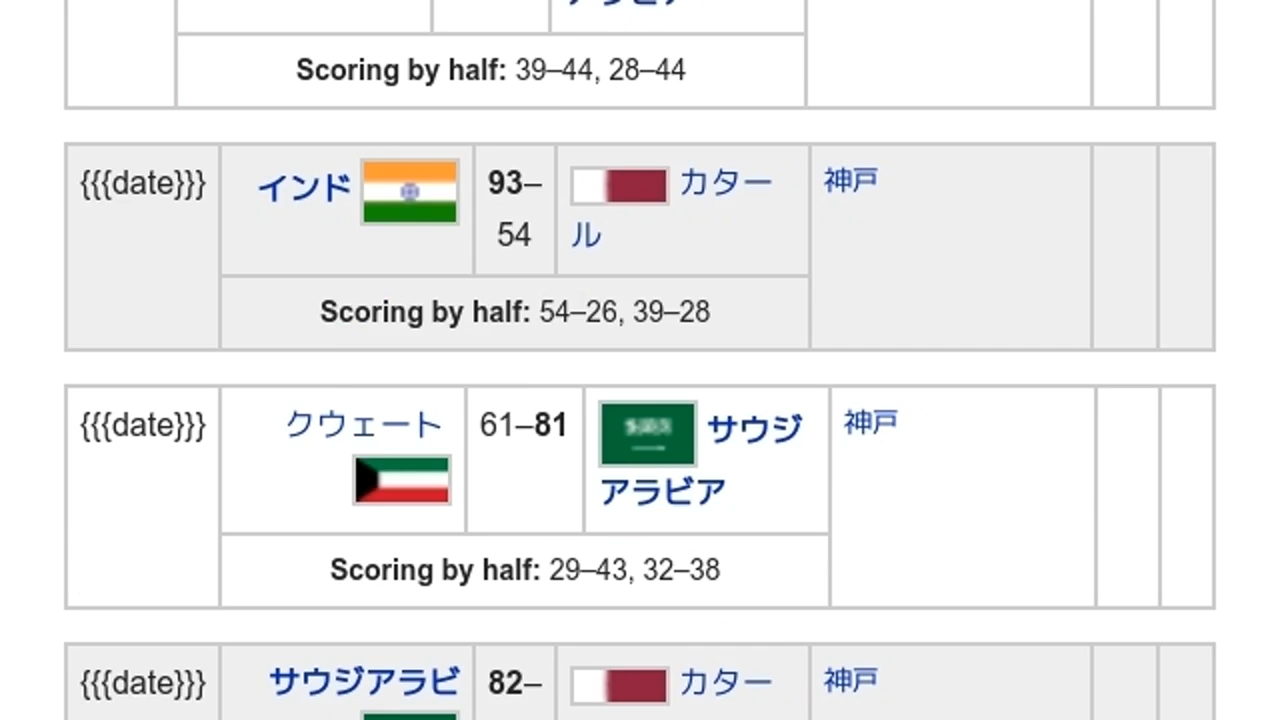 Scoring by half: 39–44, 28–44
{{{date}}} インド 93– カター 神戸
54 ル
Scoring by half: 54–26, 39–28
{{{date}}} クウェート 61–81 サウジ 神戸
アラビア
Scoring by half: 29–43, 32–38
{{{date}}} サウジアラビ 82– カター 神戸